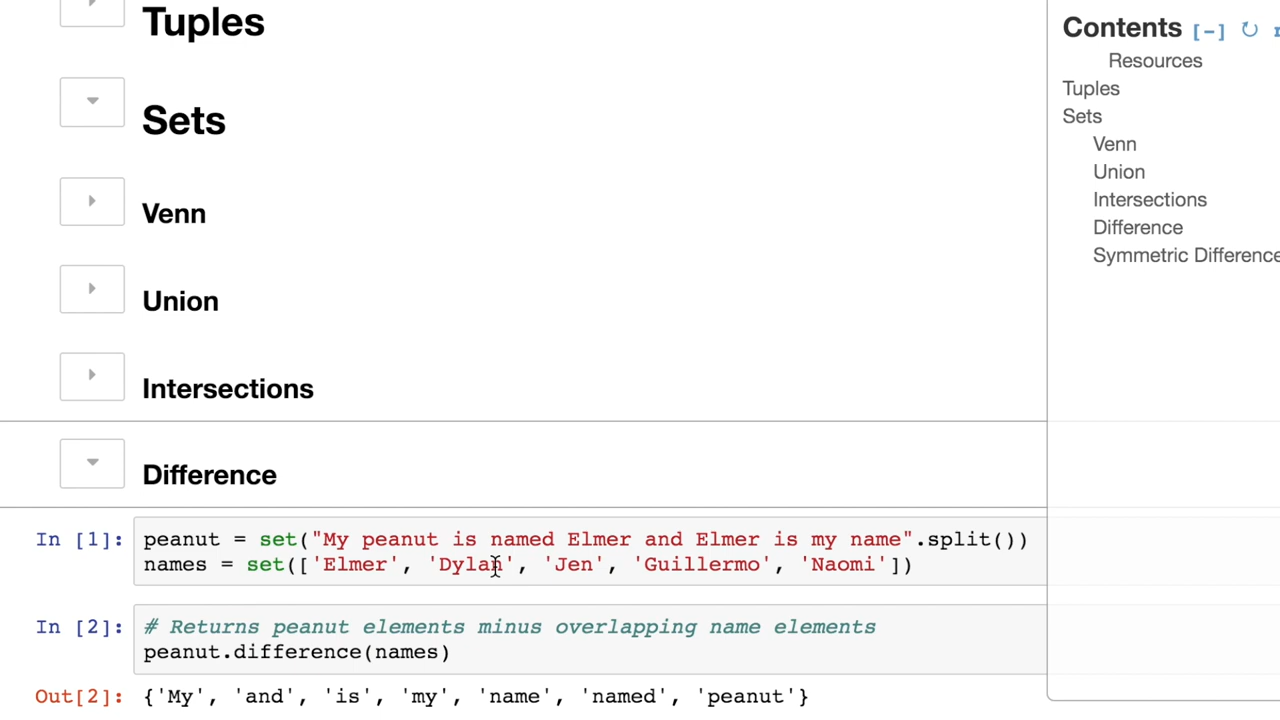 Tuples
Sets
Venn
Union
Intersections
Difference
In [1]: peanut = set("My peanut is named Elmer and Elmer is my name".split())
names = set(['Elmer', 'Dylan', 'Jen', 'Guillermo', 'Naomi'])
In [2]: # Returns peanut elements minus overlapping name elements
peanut.difference(names)
Out[2]: {'My', 'and', 'is', 'my', 'name', 'named', 'peanut'}
Contents [-] ↻
Resources
Tuples
Sets
Venn
Union
Intersections
Difference
Symmetric Difference